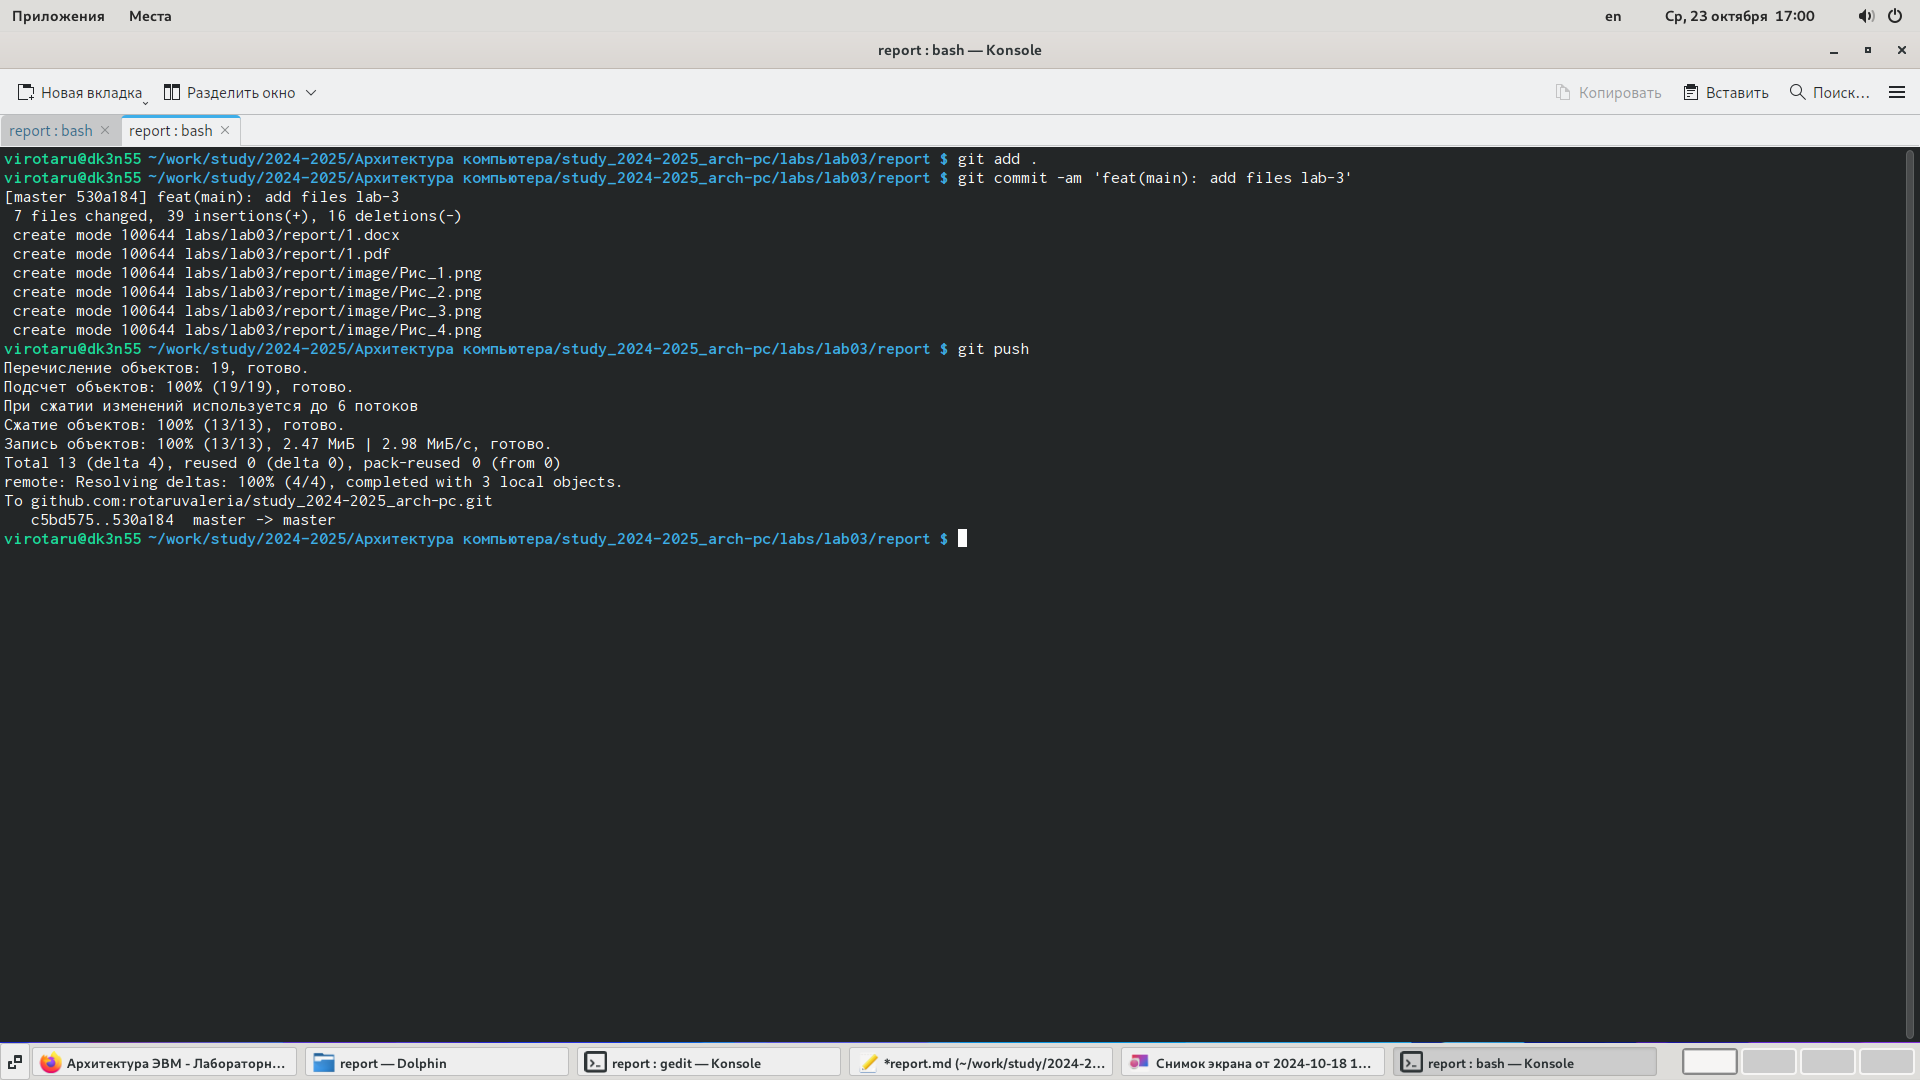 Приложения Места en Ср, 23 октября 17:00
report : bash — Konsole
Новая вкладка Разделить окно Копировать Вставить Поиск...
report : bash report : bash
virotaru@dk3n55 ~/work/study/2024-2025/Архитектура компьютера/study_2024-2025_arch-pc/labs/lab03/report $ git add .
virotaru@dk3n55 ~/work/study/2024-2025/Архитектура компьютера/study_2024-2025_arch-pc/labs/lab03/report $ git commit -am 'feat(main): add files lab-3'
[master 530a184] feat(main): add files lab-3
7 files changed, 39 insertions(+), 16 deletions(-)
create mode 100644 labs/lab03/report/1.docx
create mode 100644 labs/lab03/report/1.pdf
create mode 100644 labs/lab03/report/image/Рис_1.png
create mode 100644 labs/lab03/report/image/Рис_2.png
create mode 100644 labs/lab03/report/image/Рис_3.png
create mode 100644 labs/lab03/report/image/Рис_4.png
virotaru@dk3n55 ~/work/study/2024-2025/Архитектура компьютера/study_2024-2025_arch-pc/labs/lab03/report $ git push
Перечисление объектов: 19, готово.
Подсчет объектов: 100% (19/19), готово.
При сжатии изменений используется до 6 потоков
Сжатие объектов: 100% (13/13), готово.
Запись объектов: 100% (13/13), 2.47 МиБ | 2.98 МиБ/с, готово.
Total 13 (delta 4), reused 0 (delta 0), pack-reused 0 (from 0)
remote: Resolving deltas: 100% (4/4), completed with 3 local objects.
To github.com:rotaruvaleria/study_2024-2025_arch-pc.git
c5bd575..530a184 master -> master
virotaru@dk3n55 ~/work/study/2024-2025/Архитектура компьютера/study_2024-2025_arch-pc/labs/lab03/report $
Архитектура ЭВМ - Лабораторн... report — Dolphin report : gedit — Konsole *report.md (~/work/study/2024-2... Снимок экрана от 2024-10-18 1... report : bash — Konsole